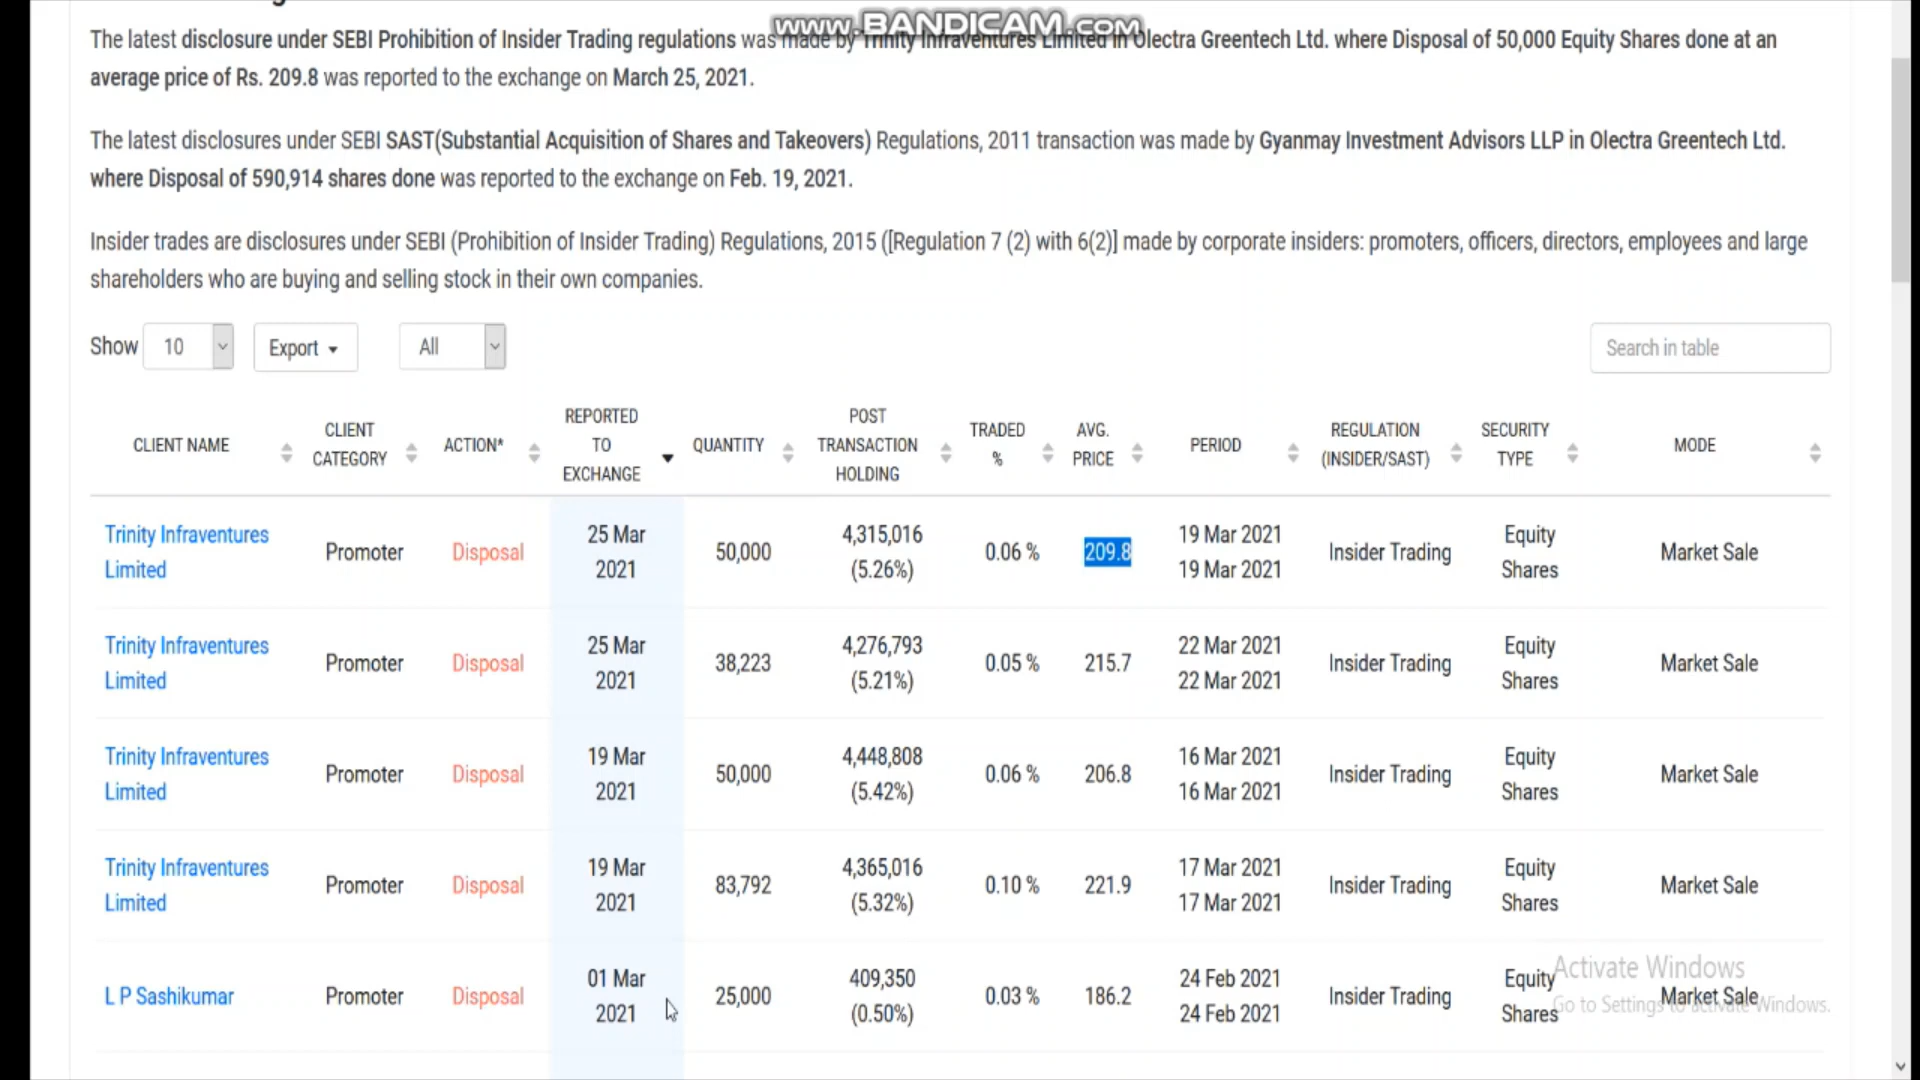 www.BANDICAM.com
The latest disclosure under SEBI Prohibition of Insider Trading regulations was made by Trinity Infraventures Limited in Olectra Greentech Ltd. where Disposal of 50,000 Equity Shares done at an
average price of Rs. 209.8 was reported to the exchange on March 25, 2021.
The latest disclosures under SEBI SAST(Substantial Acquisition of Shares and Takeovers) Regulations, 2011 transaction was made by Gyanmay Investment Advisors LLP in Olectra Greentech Ltd.
where Disposal of 590,914 shares done was reported to the exchange on Feb. 19, 2021.
Insider trades are disclosures under SEBI (Prohibition of Insider Trading) Regulations, 2015 ([Regulation 7 (2) with 6(2)] made by corporate insiders: promoters, officers, directors, employees and large
shareholders who are buying and selling stock in their own companies.
Show 10 Export All Search in table
CLIENT NAME CLIENT CATEGORY ACTION* REPORTED TO EXCHANGE QUANTITY POST TRANSACTION HOLDING TRADED % AVG. PRICE PERIOD REGULATION (INSIDER/SAST) SECURITY TYPE MODE
Trinity Infraventures Limited Promoter Disposal 25 Mar 2021 50,000 4,315,016 (5.26%) 0.06 % 209.8 19 Mar 2021 19 Mar 2021 Insider Trading Equity Shares Market Sale
Trinity Infraventures Limited Promoter Disposal 25 Mar 2021 38,223 4,276,793 (5.21%) 0.05 % 215.7 22 Mar 2021 22 Mar 2021 Insider Trading Equity Shares Market Sale
Trinity Infraventures Limited Promoter Disposal 19 Mar 2021 50,000 4,448,808 (5.42%) 0.06 % 206.8 16 Mar 2021 16 Mar 2021 Insider Trading Equity Shares Market Sale
Trinity Infraventures Limited Promoter Disposal 19 Mar 2021 83,792 4,365,016 (5.32%) 0.10 % 221.9 17 Mar 2021 17 Mar 2021 Insider Trading Equity Shares Market Sale
L P Sashikumar Promoter Disposal 01 Mar 2021 25,000 409,350 (0.50%) 0.03 % 186.2 24 Feb 2021 24 Feb 2021 Insider Trading Equity Shares Market Sale
Activate Windows
Go to Settings to activate Windows.